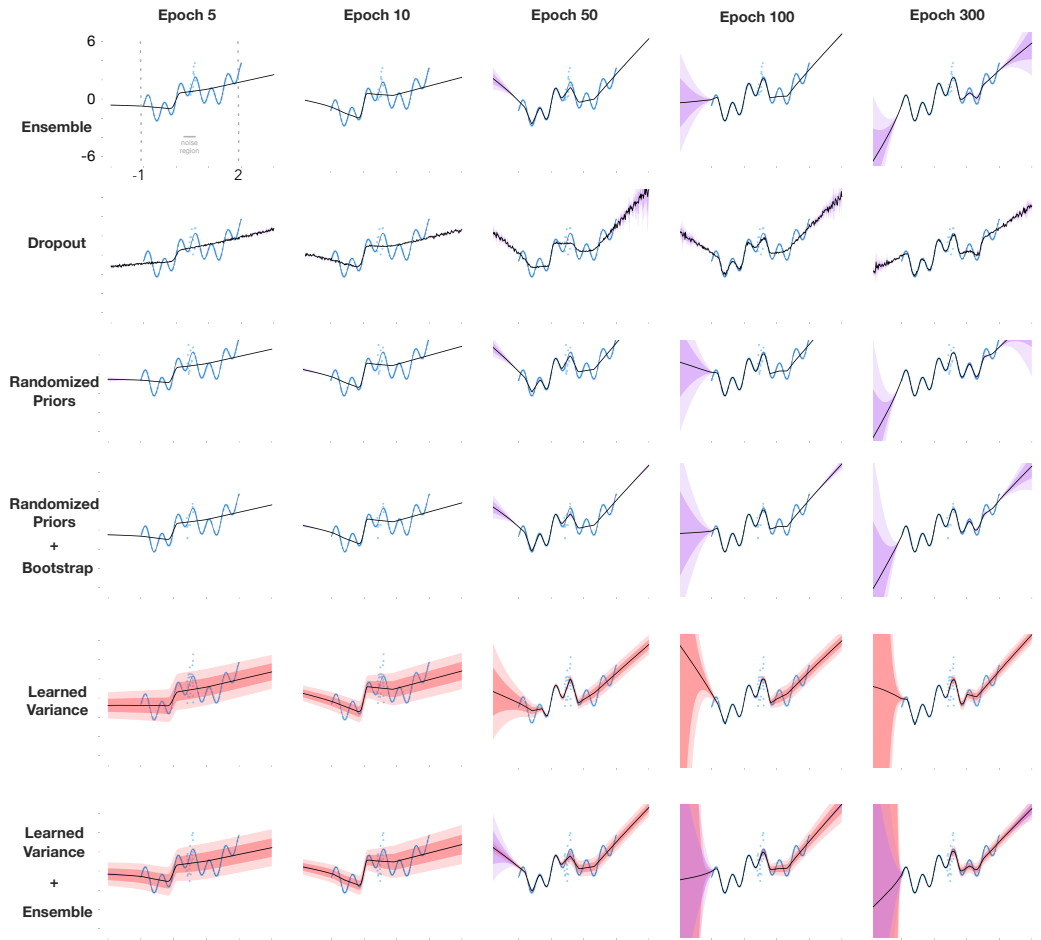 Epoch 5 Epoch 10 Epoch 50 Epoch 100 Epoch 300
6
0
Ensemble
noise
region
-6
-1 2
Dropout
Randomized
Priors
Randomized
Priors
+
Bootstrap
Learned
Variance
Learned
Variance
+
Ensemble